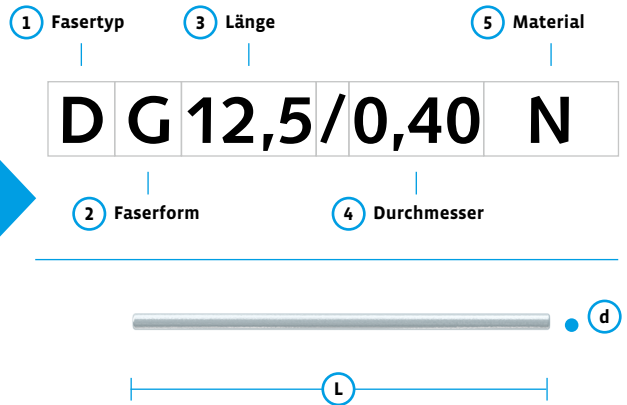 1 Fasertyp 3 Länge 5 Material
D G 12,5 / 0,40 N
2 Faserform 4 Durchmesser
d
L